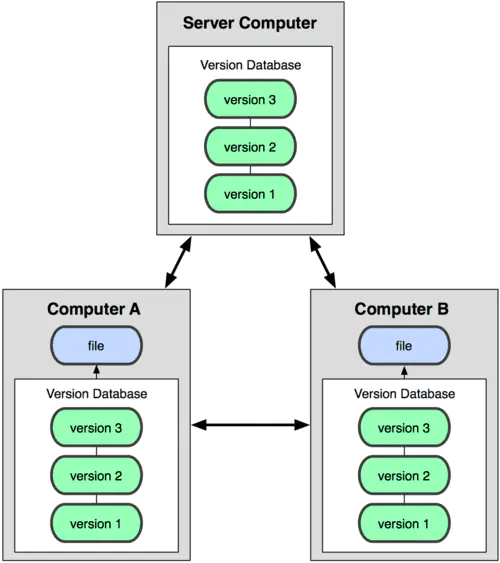 Server Computer
Version Database
version 3
version 2
version 1
Computer A
file
Version Database
version 3
version 2
version 1
Computer B
file
Version Database
version 3
version 2
version 1